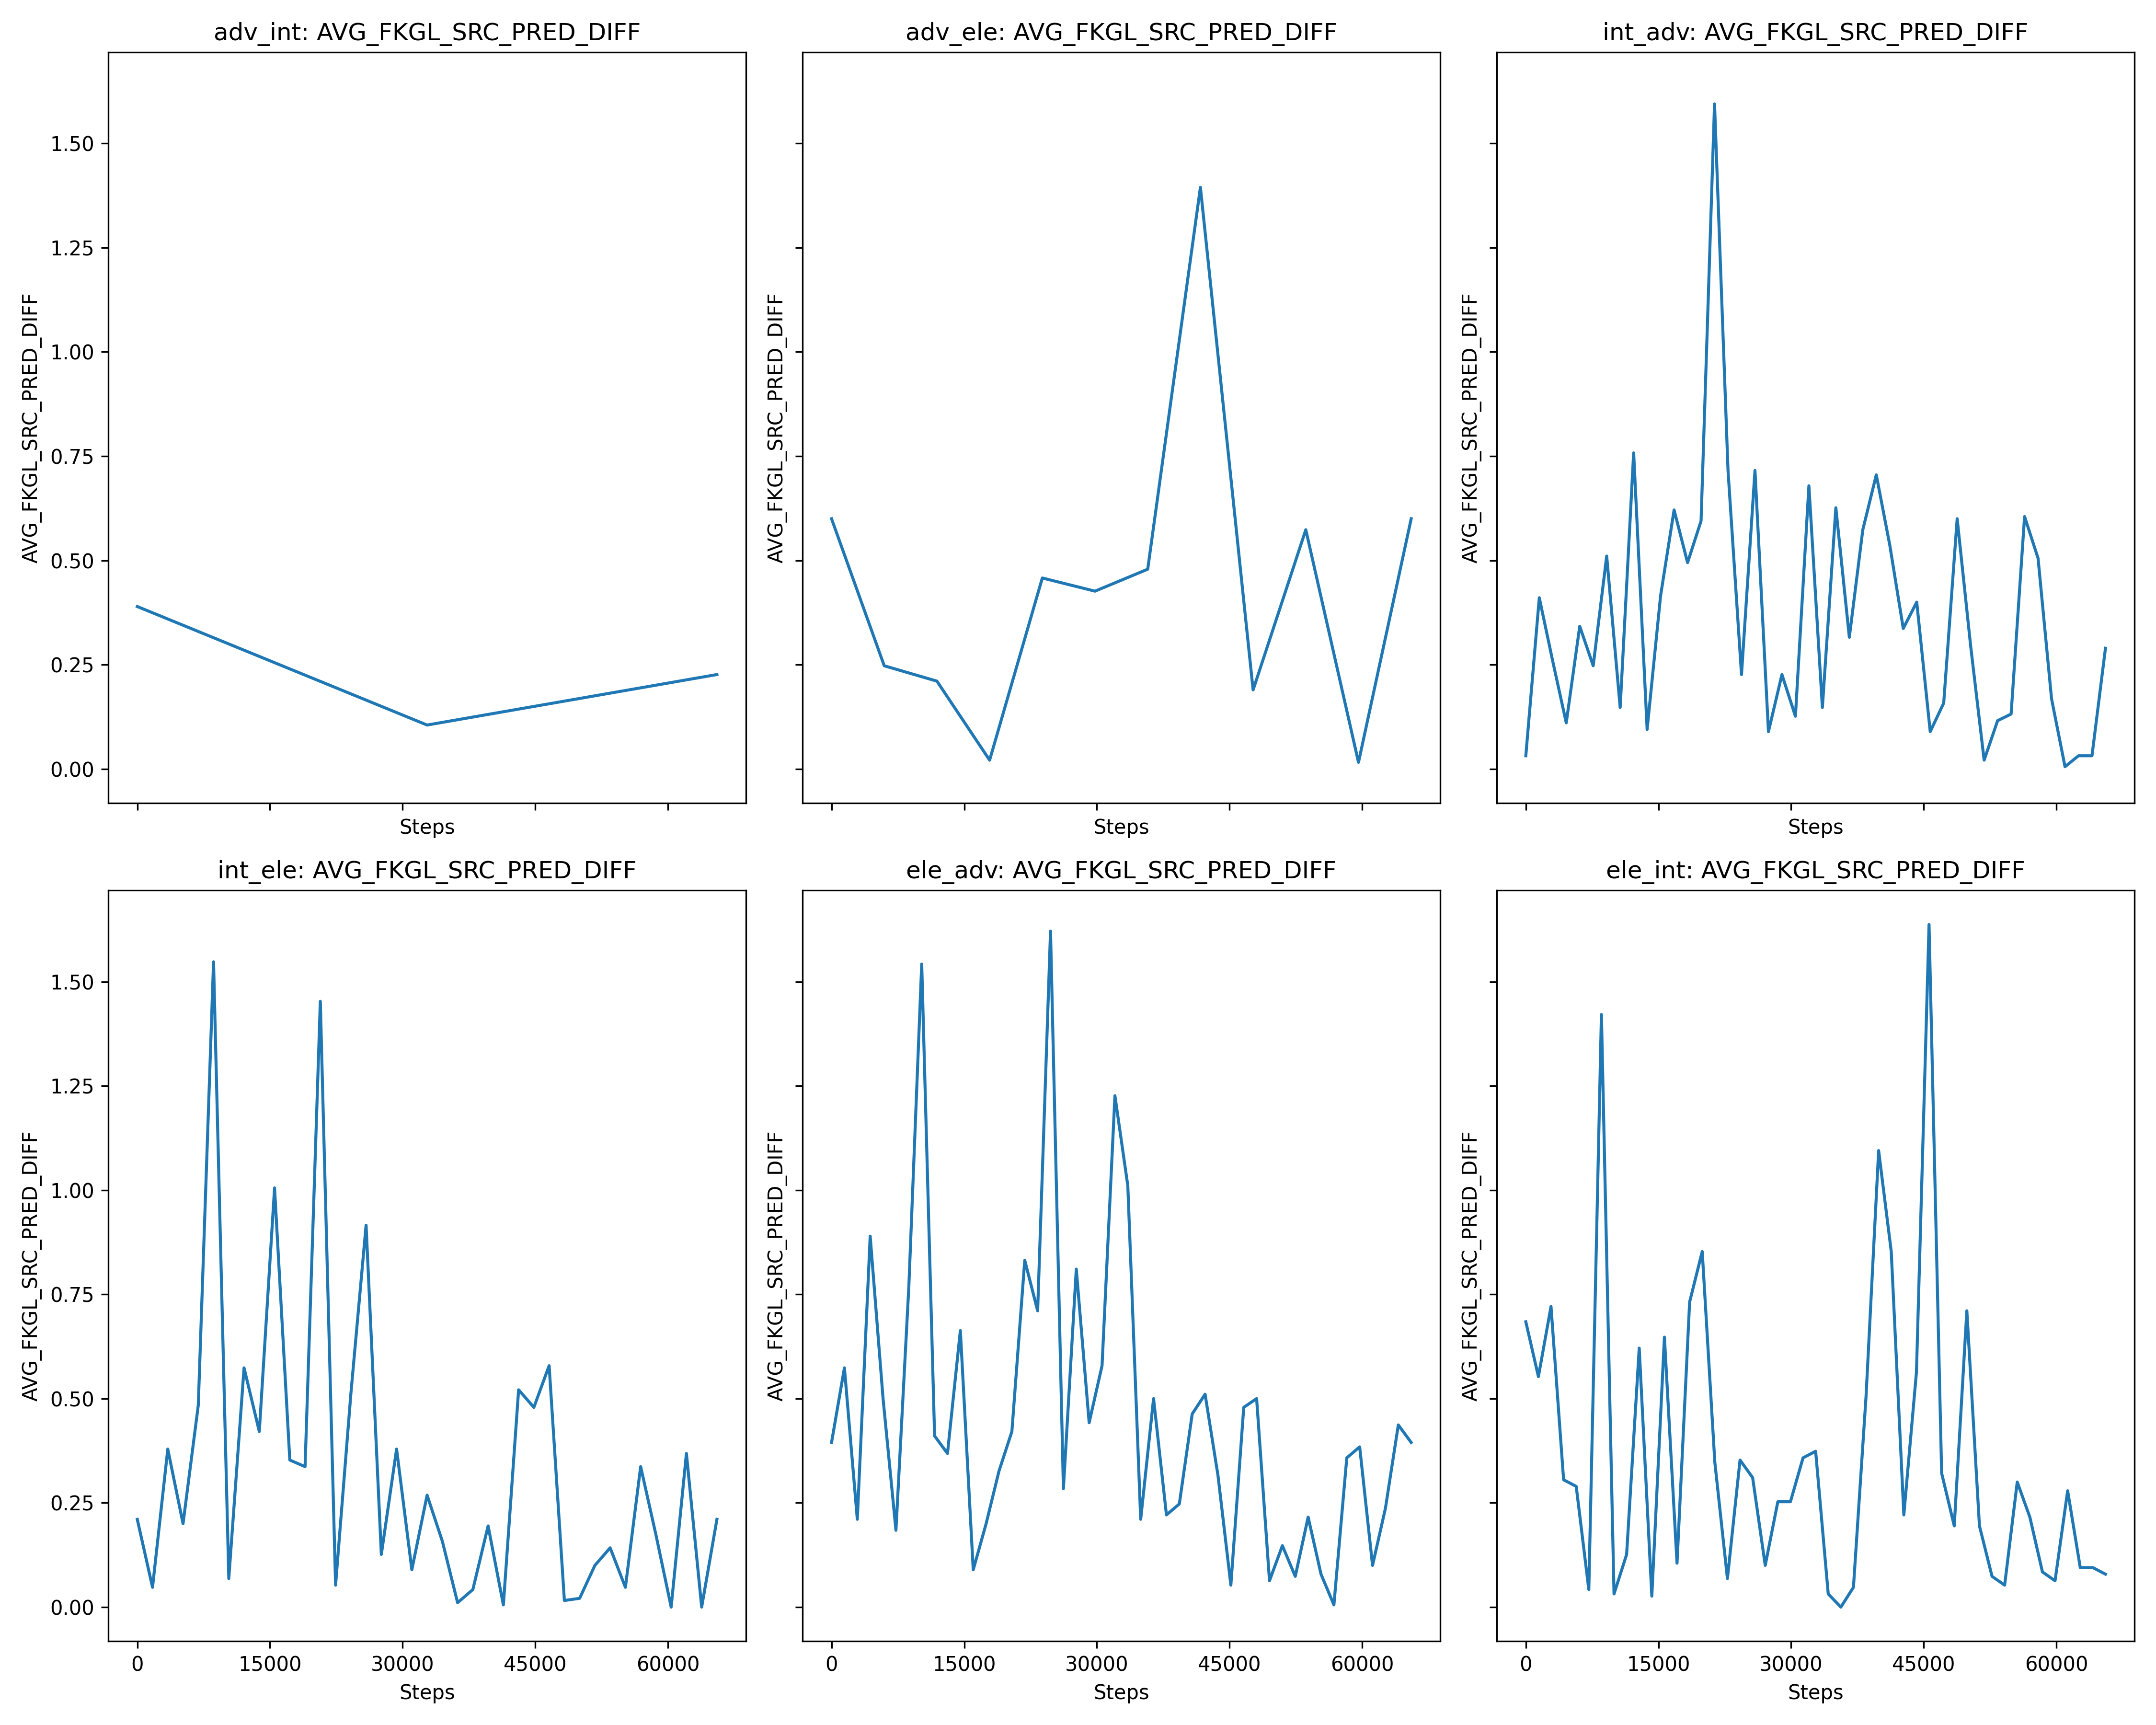 adv_int: AVG_FKGL_SRC_PRED_DIFF
adv_ele: AVG_FKGL_SRC_PRED_DIFF
int_adv: AVG_FKGL_SRC_PRED_DIFF
AVG_FKGL_SRC_PRED_DIFF
1.50
1.25
1.00
0.75
0.50
0.25
0.00
Steps
AVG_FKGL_SRC_PRED_DIFF
Steps
AVG_FKGL_SRC_PRED_DIFF
Steps
int_ele: AVG_FKGL_SRC_PRED_DIFF
ele_adv: AVG_FKGL_SRC_PRED_DIFF
ele_int: AVG_FKGL_SRC_PRED_DIFF
AVG_FKGL_SRC_PRED_DIFF
1.50
1.25
1.00
0.75
0.50
0.25
0.00
0 15000 30000 45000 60000
Steps
AVG_FKGL_SRC_PRED_DIFF
0 15000 30000 45000 60000
Steps
AVG_FKGL_SRC_PRED_DIFF
0 15000 30000 45000 60000
Steps